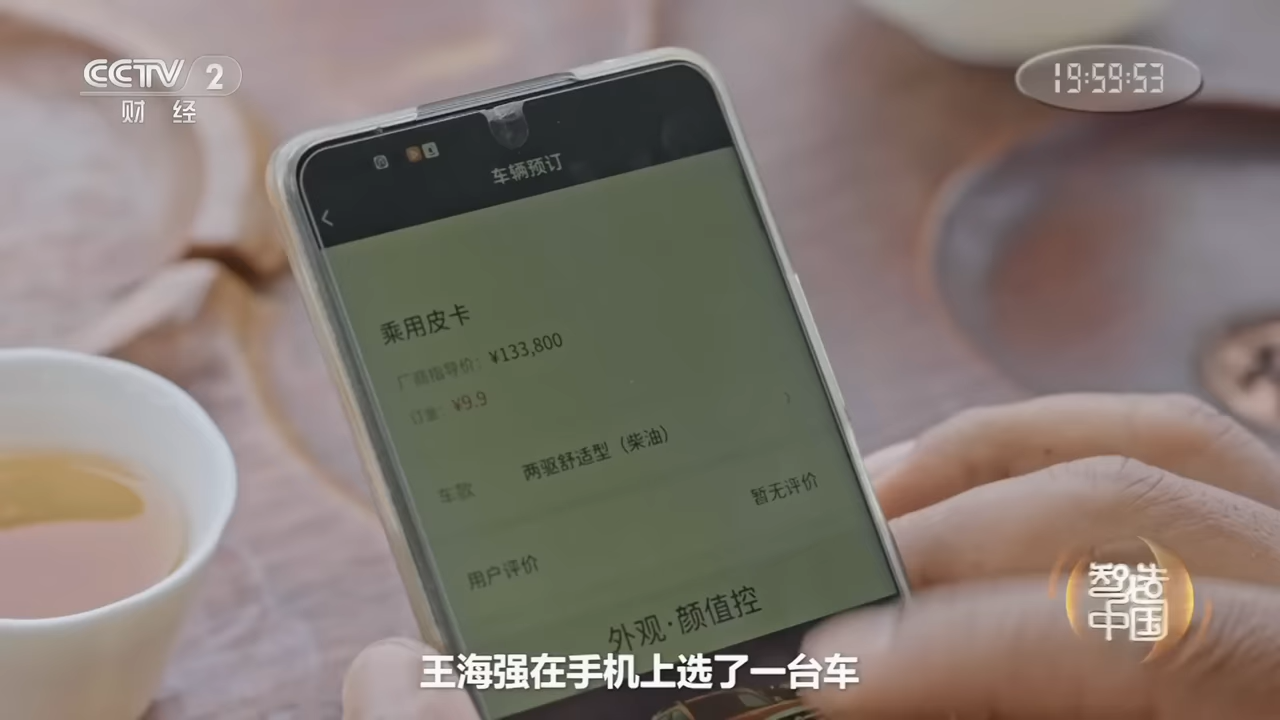 CCTV 2
财经
19:59:53
车辆预订
乘用皮卡
厂商指导价：¥133,800
订金：¥9.9
车款 两驱舒适型（柴油）
用户评价 暂无评价
外观·颜值控
智造
中国
王海强在手机上选了一台车